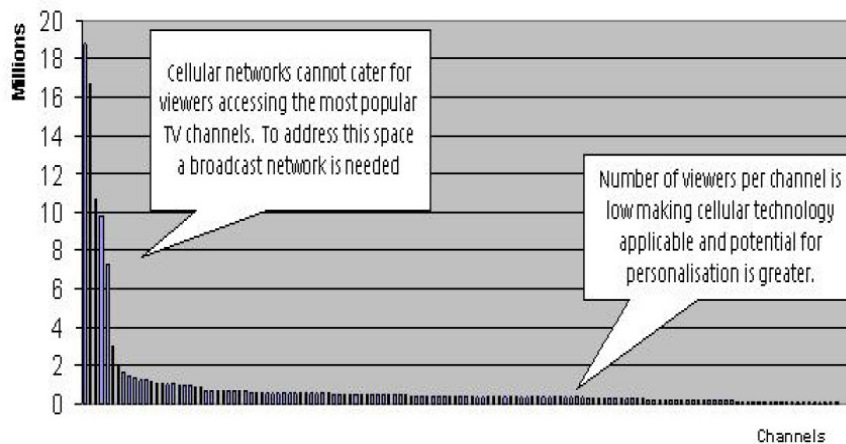 Millions
20
18
16
14
12
10
8
6
4
2
0
Cellular networks cannot cater for
viewers accessing the most popular
TV channels. To address this space
a broadcast network is needed
Number of viewers per channel is
low making cellular technology
applicable and potential for
personalisation is greater.
Channels